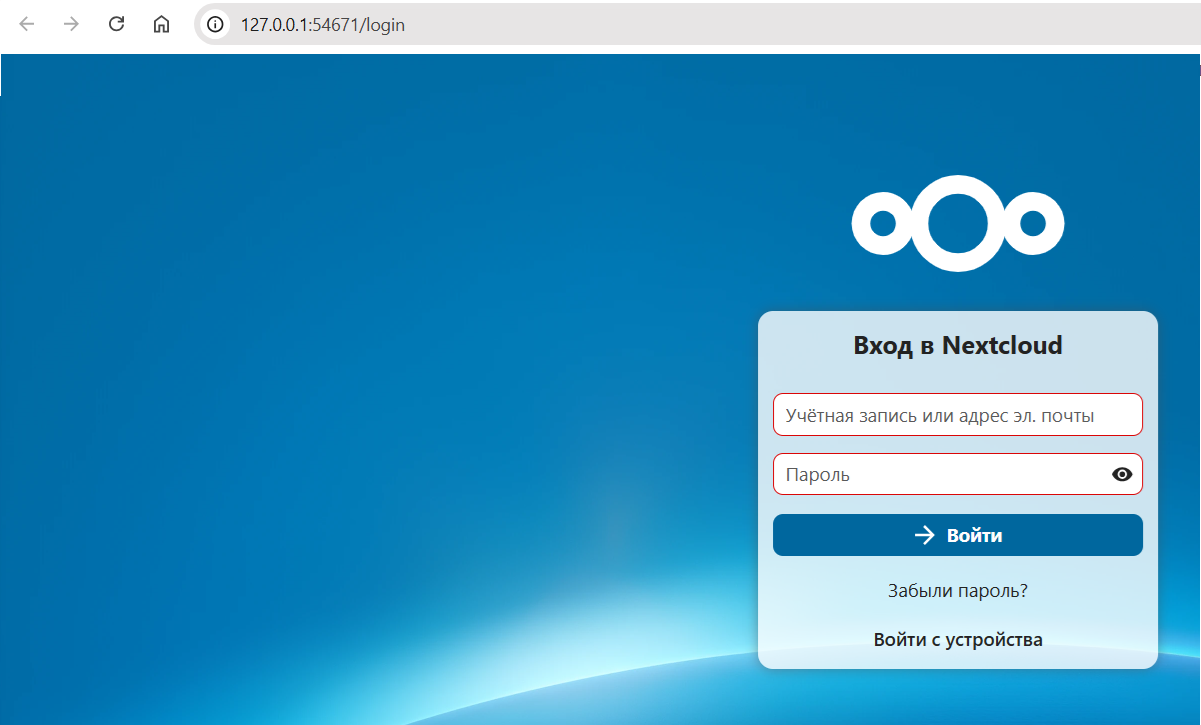 127.0.0.1:54671/login
Вход в Nextcloud
Учётная запись или адрес эл. почты
Пароль
Войти
Забыли пароль?
Войти с устройства